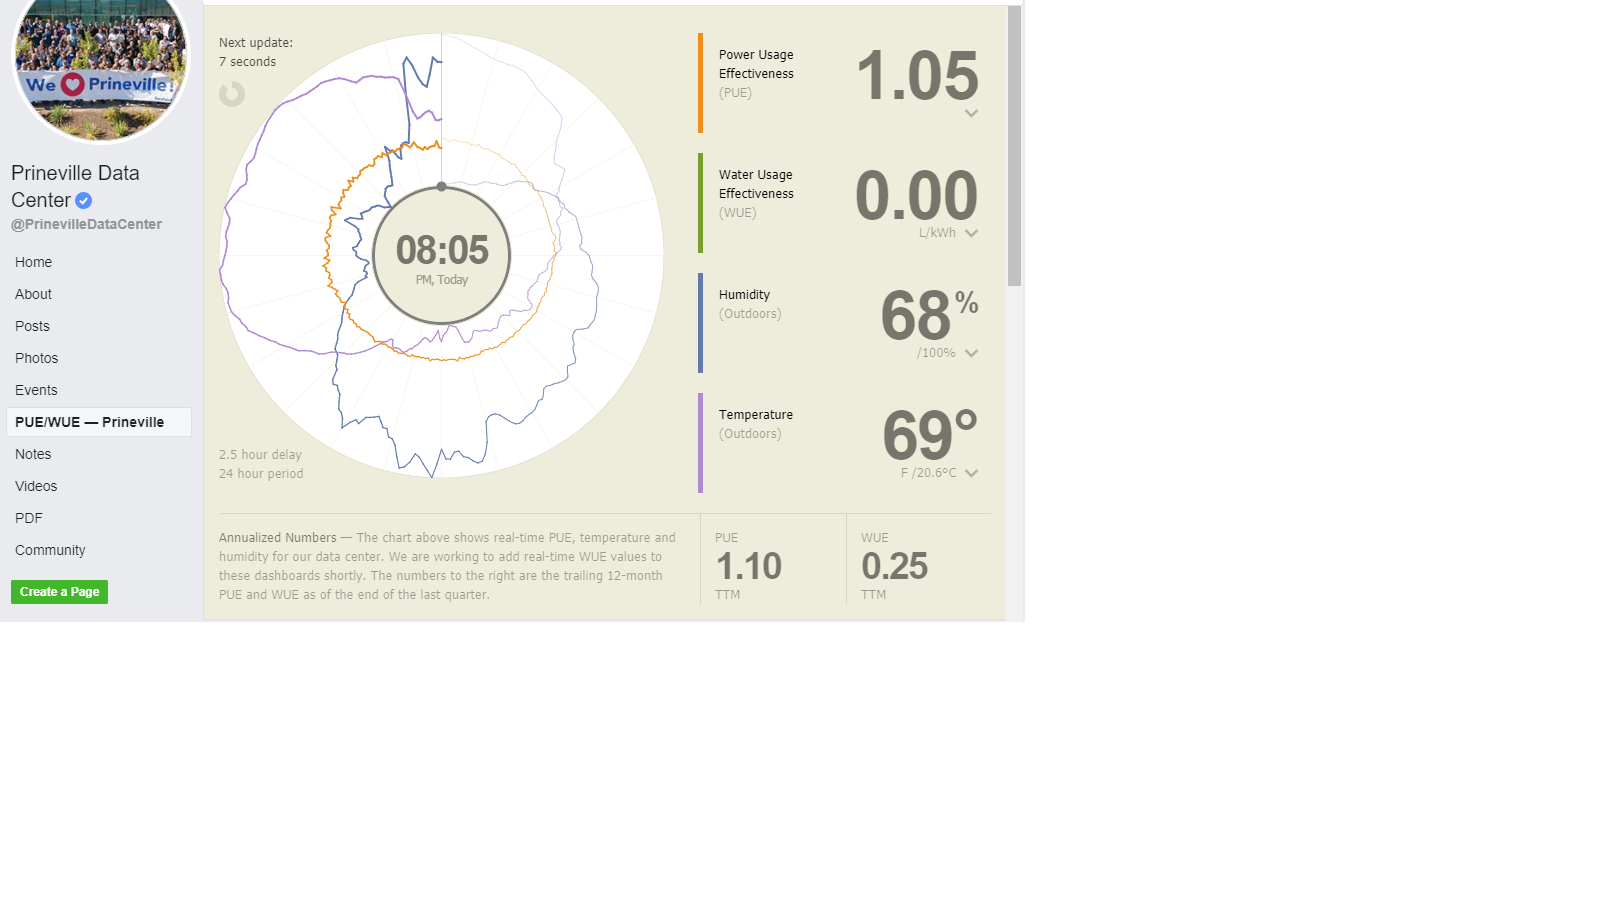 We ❤ Prineville!
Prineville Data
Center
@PrinevilleDataCenter
Home
About
Posts
Photos
Events
PUE/WUE — Prineville
Notes
Videos
PDF
Community
Create a Page
Next update:
7 seconds
08:05
PM, Today
2.5 hour delay
24 hour period
Power Usage
Effectiveness
(PUE)
1.05
Water Usage
Effectiveness
(WUE)
0.00
L/kWh
Humidity
(Outdoors)
68%
/100%
Temperature
(Outdoors)
69°
F /20.6°C
Annualized Numbers — The chart above shows real-time PUE, temperature and
humidity for our data center. We are working to add real-time WUE values to
these dashboards shortly. The numbers to the right are the trailing 12-month
PUE and WUE as of the end of the last quarter.
PUE
1.10
TTM
WUE
0.25
TTM